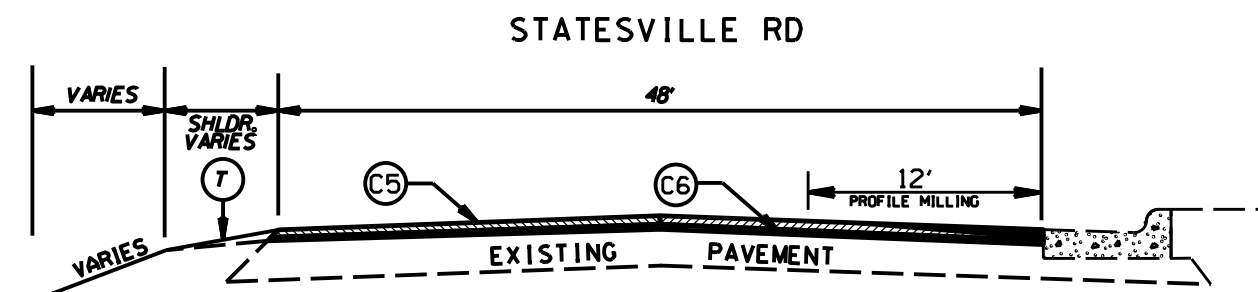 STATESVILLE RD
VARIES
48'
SHLDR.
VARIES
T
C5
C6
12'
PROFILE MILLING
VARIES
EXISTING PAVEMENT